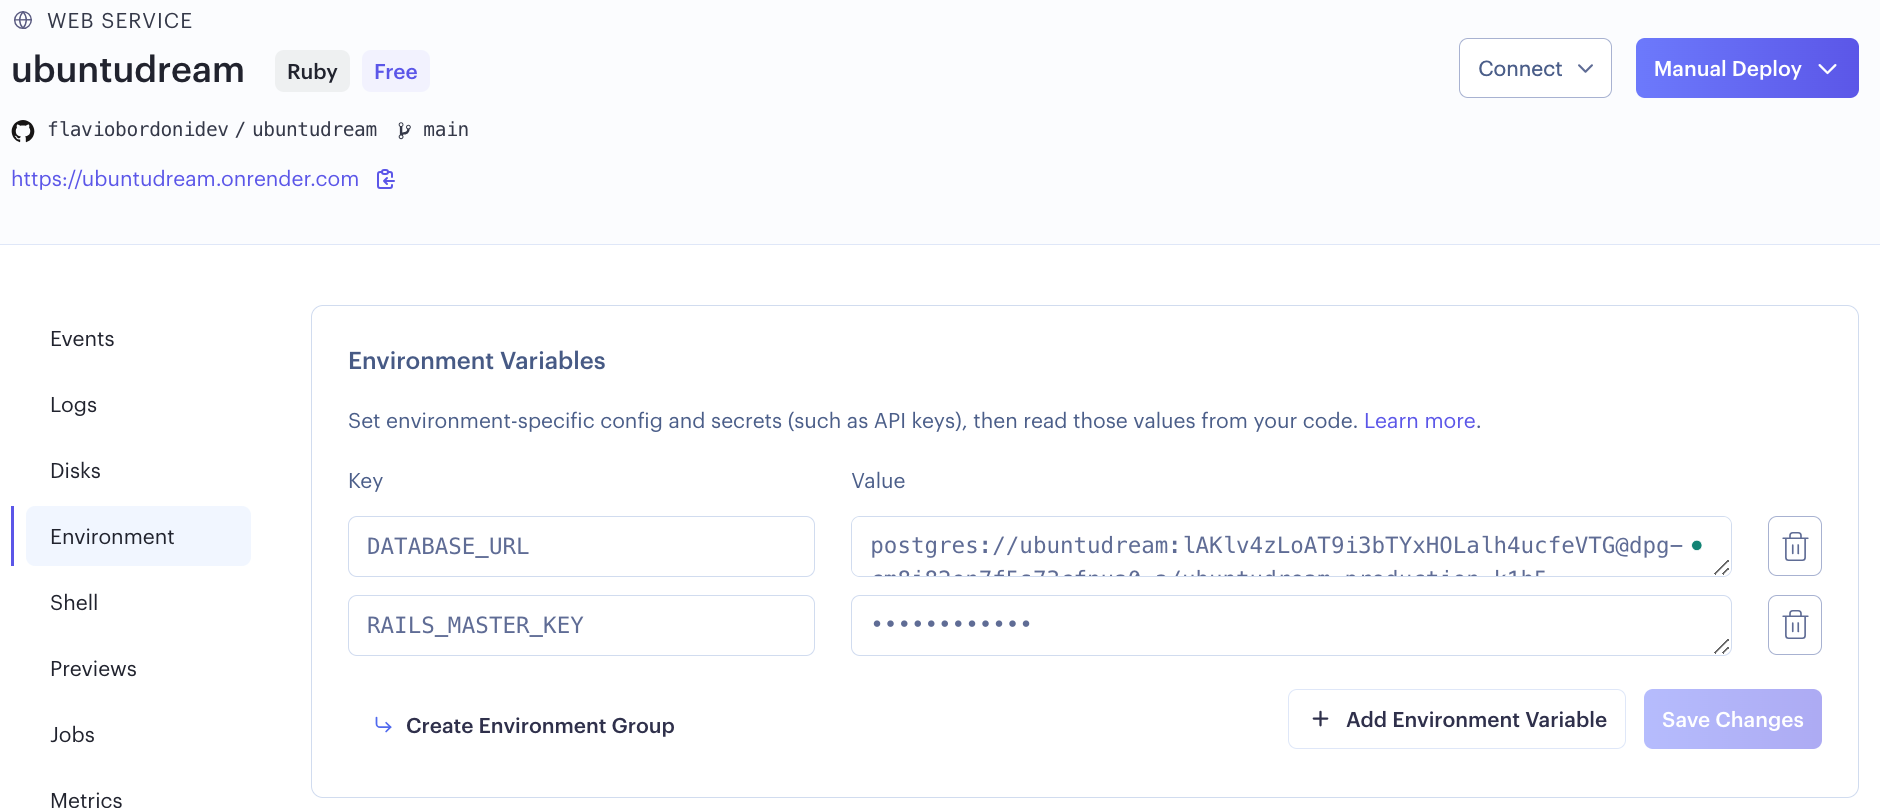 WEB SERVICE
ubuntudream Ruby Free
Connect
Manual Deploy
flaviobordonidev / ubuntudream main
https://ubuntudream.onrender.com
Events
Logs
Disks
Environment
Shell
Previews
Jobs
Metrics
Environment Variables
Set environment-specific config and secrets (such as API keys), then read those values from your code. Learn more.
Key Value
DATABASE_URL postgres://ubuntudream:lAKlv4zLoAT9i3bTYxHOLalh4ucfeVTG@dpg-
RAILS_MASTER_KEY ••••••••••••
Create Environment Group
+ Add Environment Variable
Save Changes